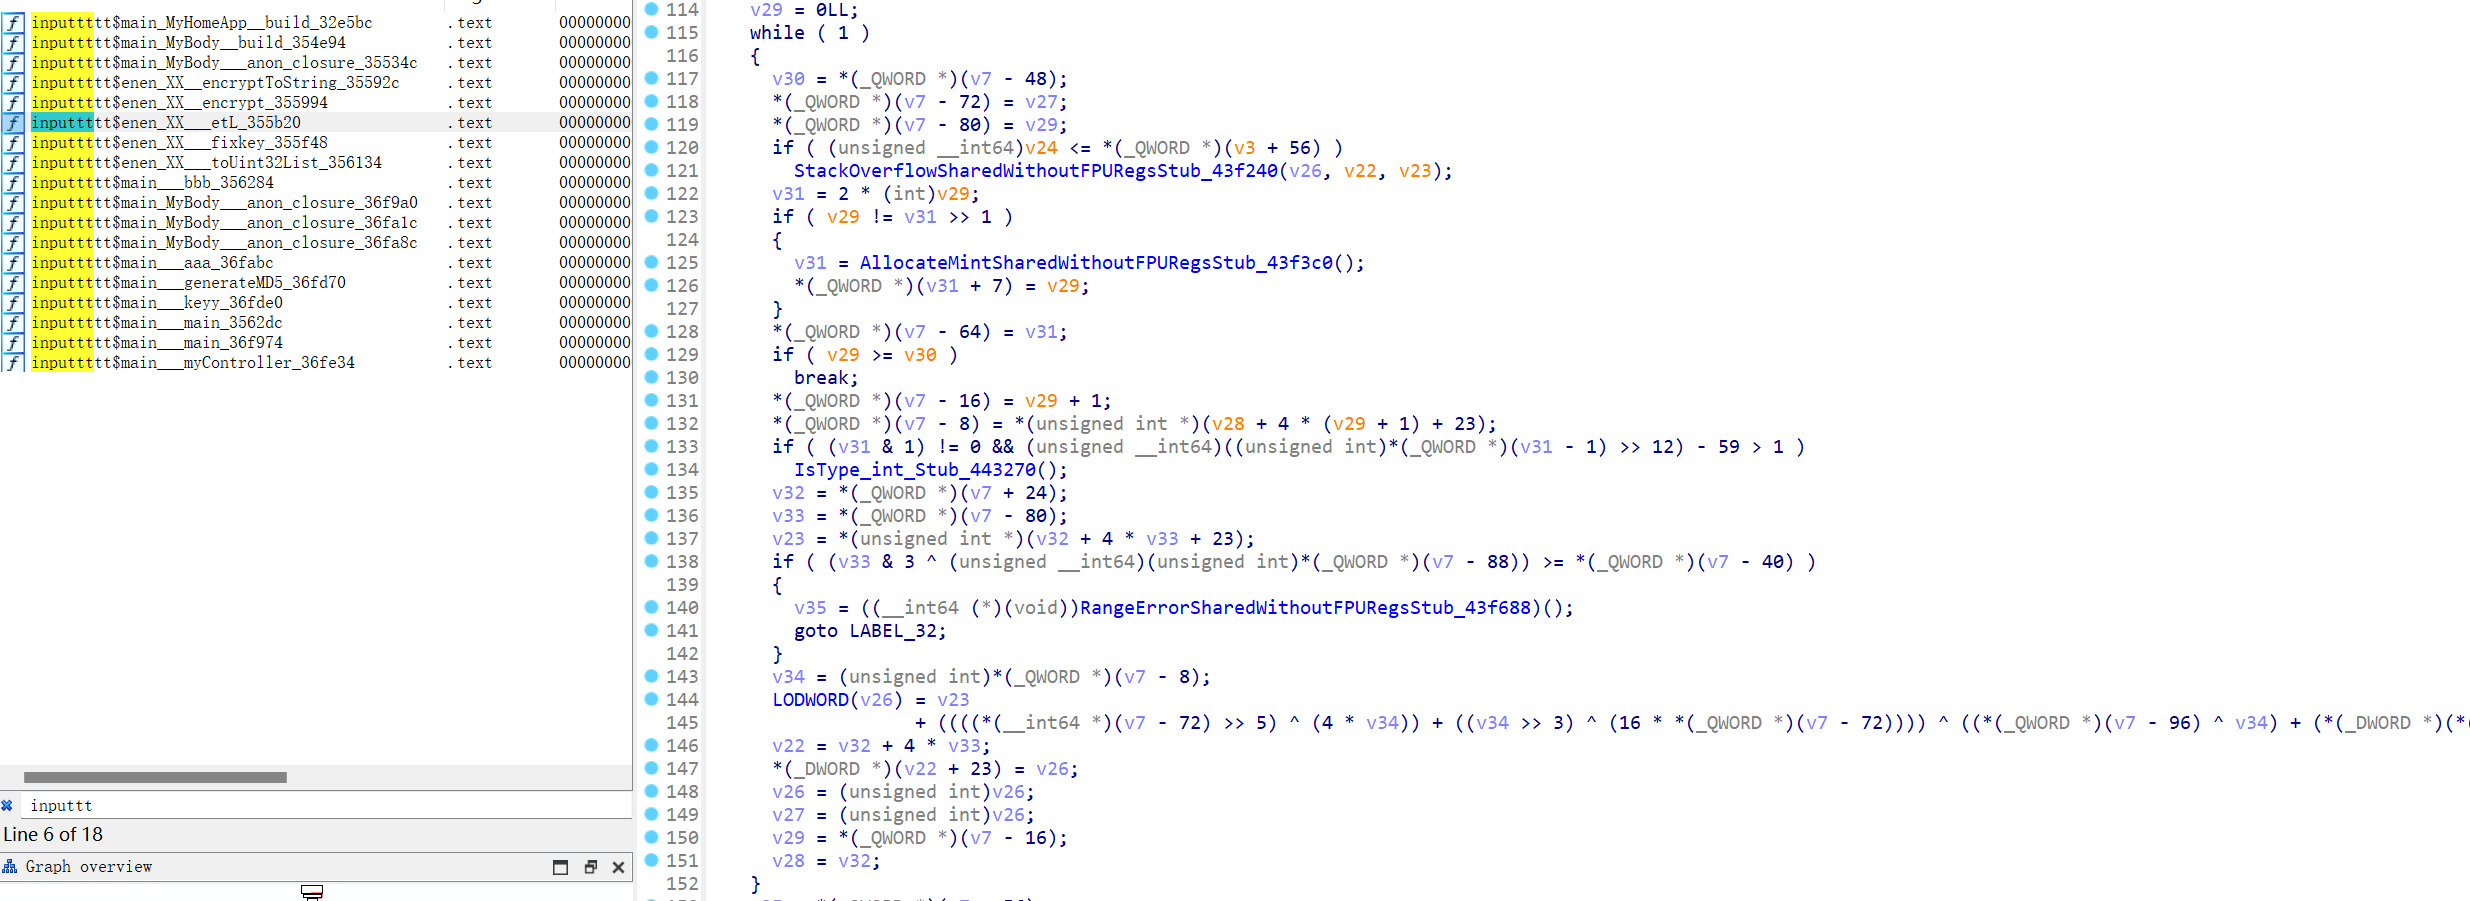 inputtttt$main_MyHomeApp__build_32e5bc .text 00000000
inputtttt$main_MyBody__build_354e94 .text 00000000
inputtttt$main_MyBody___anon_closure_35534c .text 00000000
inputtttt$enen_XX__encryptToString_35592c .text 00000000
inputtttt$enen_XX__encrypt_355994 .text 00000000
inputtttt$enen_XX___etL_355b20 .text 00000000
inputtttt$enen_XX___fixkey_355f48 .text 00000000
inputtttt$enen_XX___toUint32List_356134 .text 00000000
inputtttt$main___bbb_356284 .text 00000000
inputtttt$main_MyBody___anon_closure_36f9a0 .text 00000000
inputtttt$main_MyBody___anon_closure_36fa1c .text 00000000
inputtttt$main_MyBody___anon_closure_36fa8c .text 00000000
inputtttt$main___aaa_36fabc .text 00000000
inputtttt$main___generateMD5_36fd70 .text 00000000
inputtttt$main___keyy_36fde0 .text 00000000
inputtttt$main___main_3562dc .text 00000000
inputtttt$main___main_36f974 .text 00000000
inputtttt$main___myController_36fe34 .text 00000000
inputtt
Line 6 of 18
Graph overview
114 v29 = 0LL;
115 while ( 1 )
116 {
117 v30 = *(_QWORD *)(v7 - 48);
118 *(_QWORD *)(v7 - 72) = v27;
119 *(_QWORD *)(v7 - 80) = v29;
120 if ( (unsigned __int64)v24 <= *(_QWORD *)(v3 + 56) )
121 StackOverflowSharedWithoutFPURegsStub_43f240(v26, v22, v23);
122 v31 = 2 * (int)v29;
123 if ( v29 != v31 >> 1 )
124 {
125 v31 = AllocateMintSharedWithoutFPURegsStub_43f3c0();
126 *(_QWORD *)(v31 + 7) = v29;
127 }
128 *(_QWORD *)(v7 - 64) = v31;
129 if ( v29 >= v30 )
130 break;
131 *(_QWORD *)(v7 - 16) = v29 + 1;
132 *(_QWORD *)(v7 - 8) = *(unsigned int *)(v28 + 4 * (v29 + 1) + 23);
133 if ( (v31 & 1) != 0 && (unsigned __int64)((unsigned int)*(_QWORD *)(v31 - 1) >> 12) - 59 > 1 )
134 IsType_int_Stub_443270();
135 v32 = *(_QWORD *)(v7 + 24);
136 v33 = *(_QWORD *)(v7 - 80);
137 v23 = *(unsigned int *)(v32 + 4 * v33 + 23);
138 if ( (v33 & 3 ^ (unsigned __int64)(unsigned int)*(_QWORD *)(v7 - 88)) >= *(_QWORD *)(v7 - 40) )
139 {
140 v35 = ((__int64 (*)(void))RangeErrorSharedWithoutFPURegsStub_43f688)();
141 goto LABEL_32;
142 }
143 v34 = (unsigned int)*(_QWORD *)(v7 - 8);
144 LODWORD(v26) = v23
145 + ((((*(__int64 *)(v7 - 72) >> 5) ^ (4 * v34)) + ((v34 >> 3) ^ (16 * *(_QWORD *)(v7 - 72)))) ^ ((*(_QWORD *)(v7 - 96) ^ v34) + (*(_DWORD *)(*
146 v22 = v32 + 4 * v33;
147 *(_DWORD *)(v22 + 23) = v26;
148 v26 = (unsigned int)v26;
149 v27 = (unsigned int)v26;
150 v29 = *(_QWORD *)(v7 - 16);
151 v28 = v32;
152 }